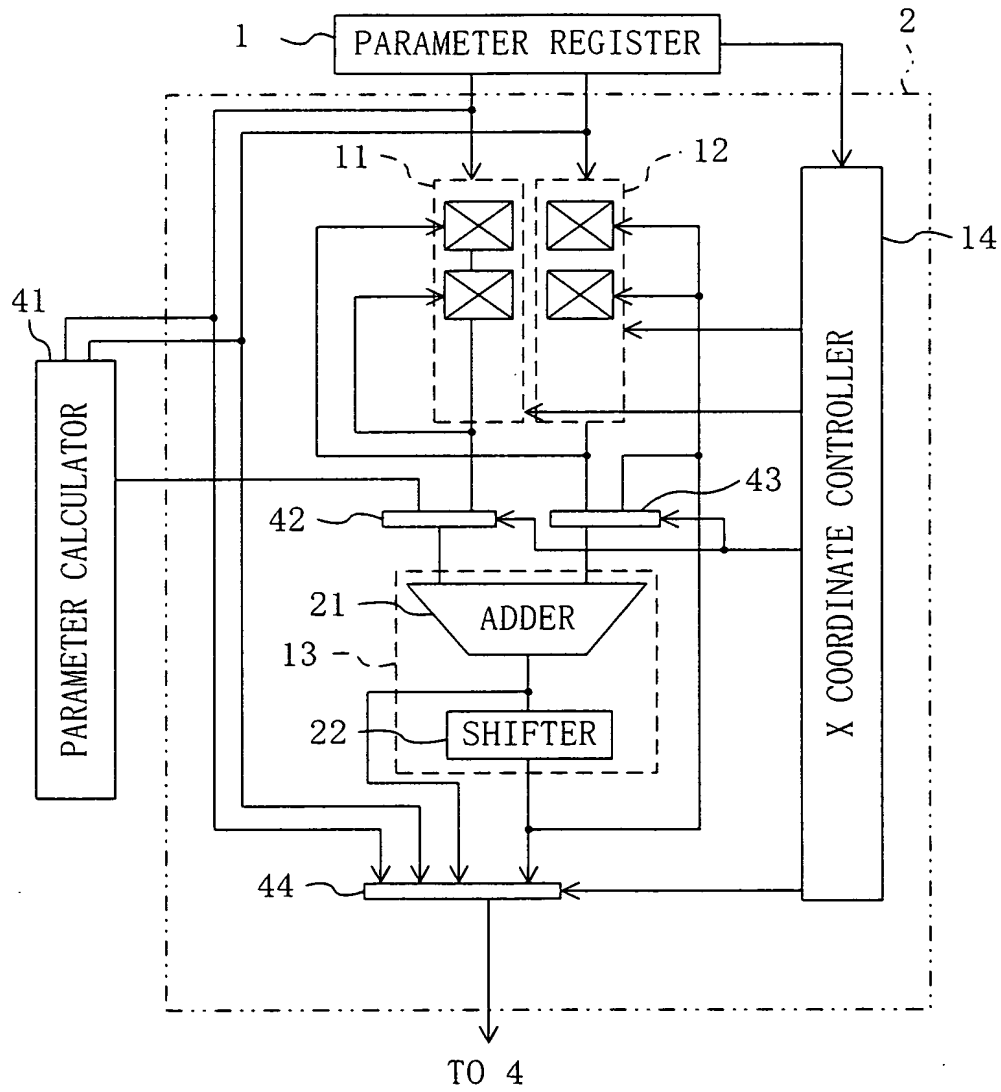 1
PARAMETER REGISTER
2
11
12
14
41
PARAMETER CALCULATOR
X COORDINATE CONTROLLER
42
43
21
ADDER
13
22
SHIFTER
44
TO 4